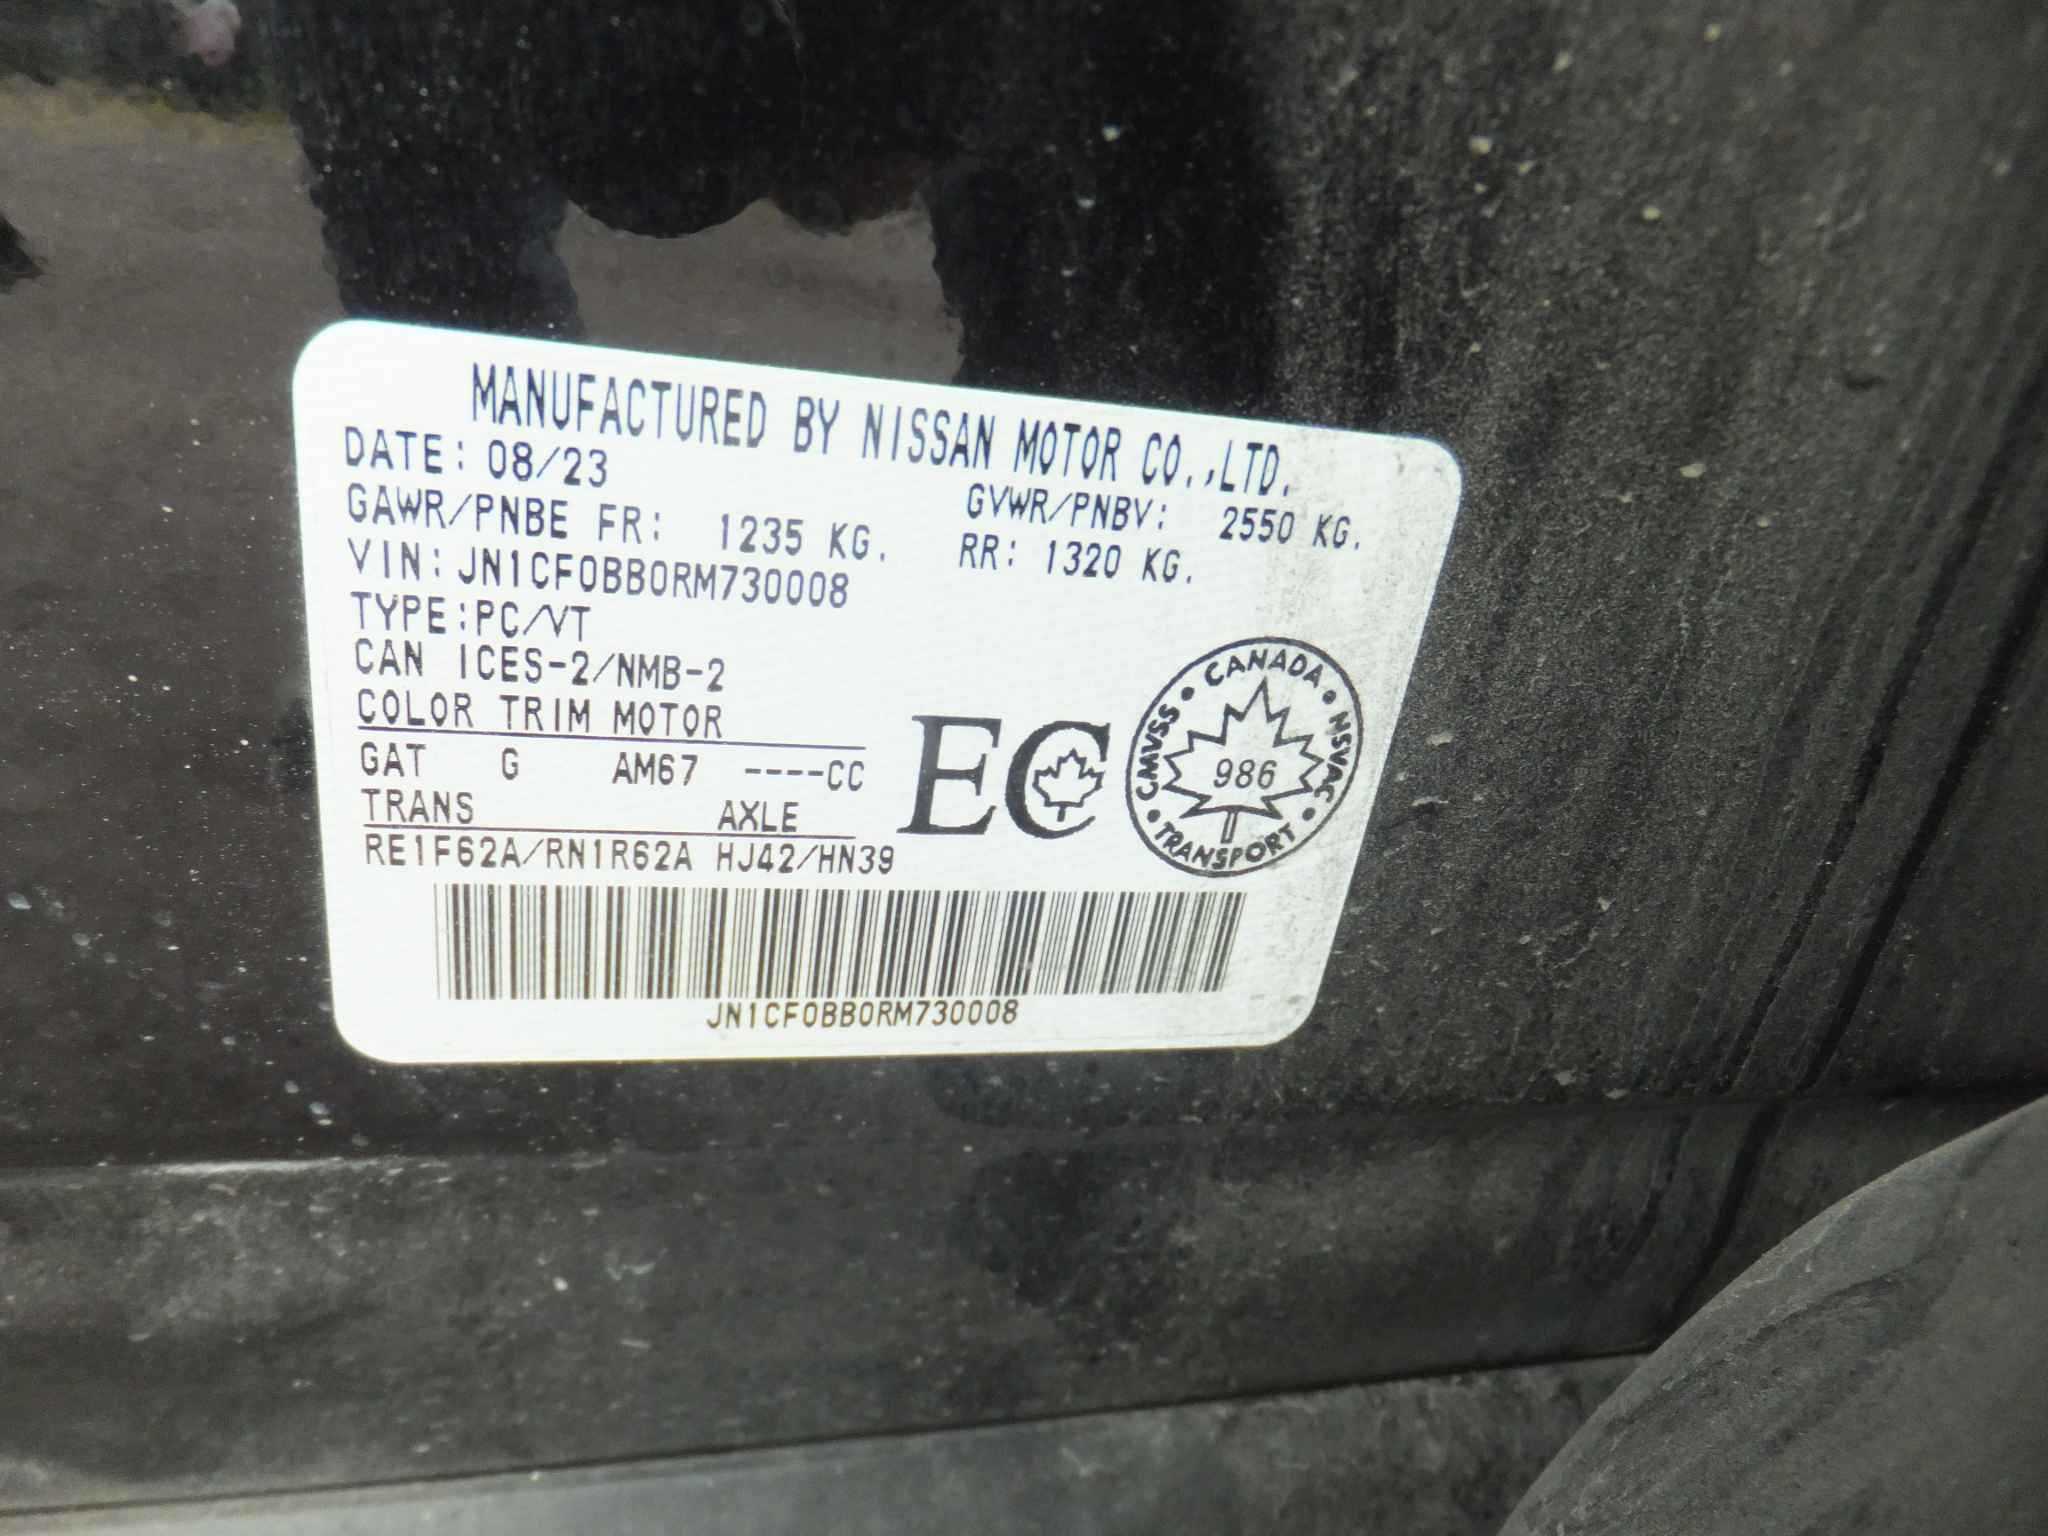 MANUFACTURED BY NISSAN MOTOR CO.,LTD.
DATE: 08/23
GVWR/PNBV: 2550 KG.
GAWR/PNBE FR: 1235 KG. RR: 1320 KG.
VIN:JN1CF0BB0RM730008
TYPE:PC/VT
CAN ICES-2/NMB-2
COLOR TRIM MOTOR
GAT G AM67 ----CC
TRANS AXLE
RE1F62A/RN1R62A HJ42/HN39
EC
CANADA
CMVSS
NSVAC
986
TRANSPORT
JN1CF0BB0RM730008